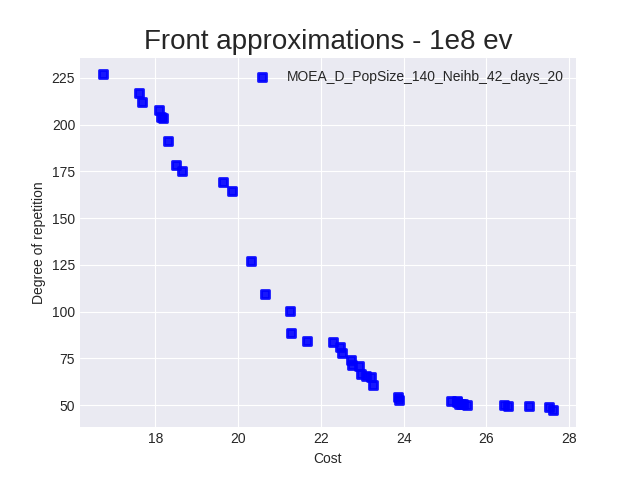 Front approximations - 1e8 ev
MOEA_D_PopSize_140_Neihb_42_days_20
Degree of repetition
225
200
175
150
125
100
75
50
18 20 22 24 26 28
Cost